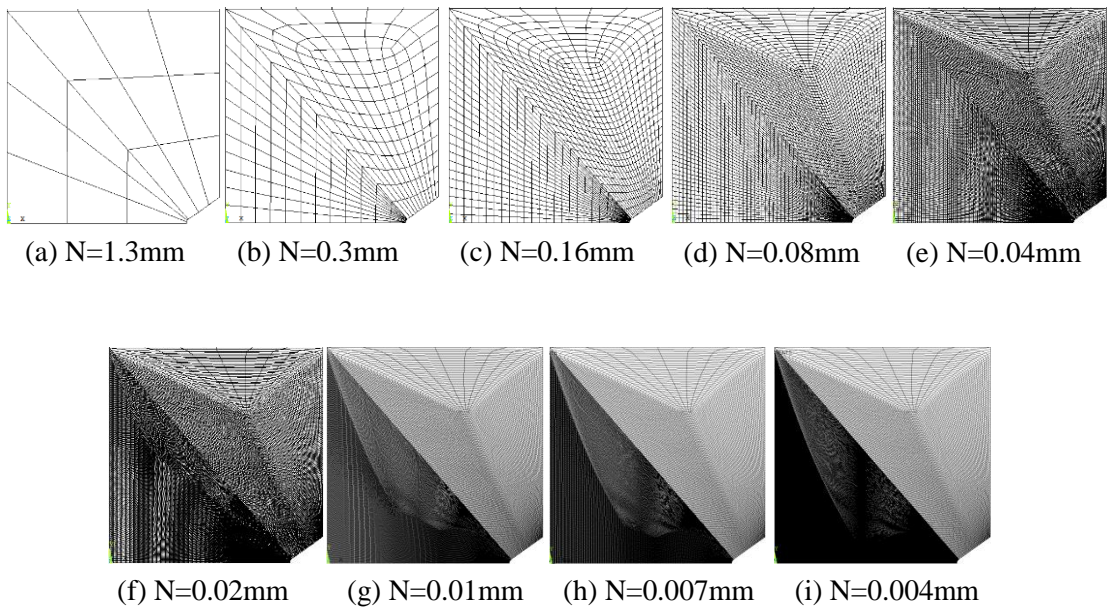 (a) N=1.3mm
(b) N=0.3mm
(c) N=0.16mm
(d) N=0.08mm
(e) N=0.04mm
(f) N=0.02mm
(g) N=0.01mm
(h) N=0.007mm
(i) N=0.004mm